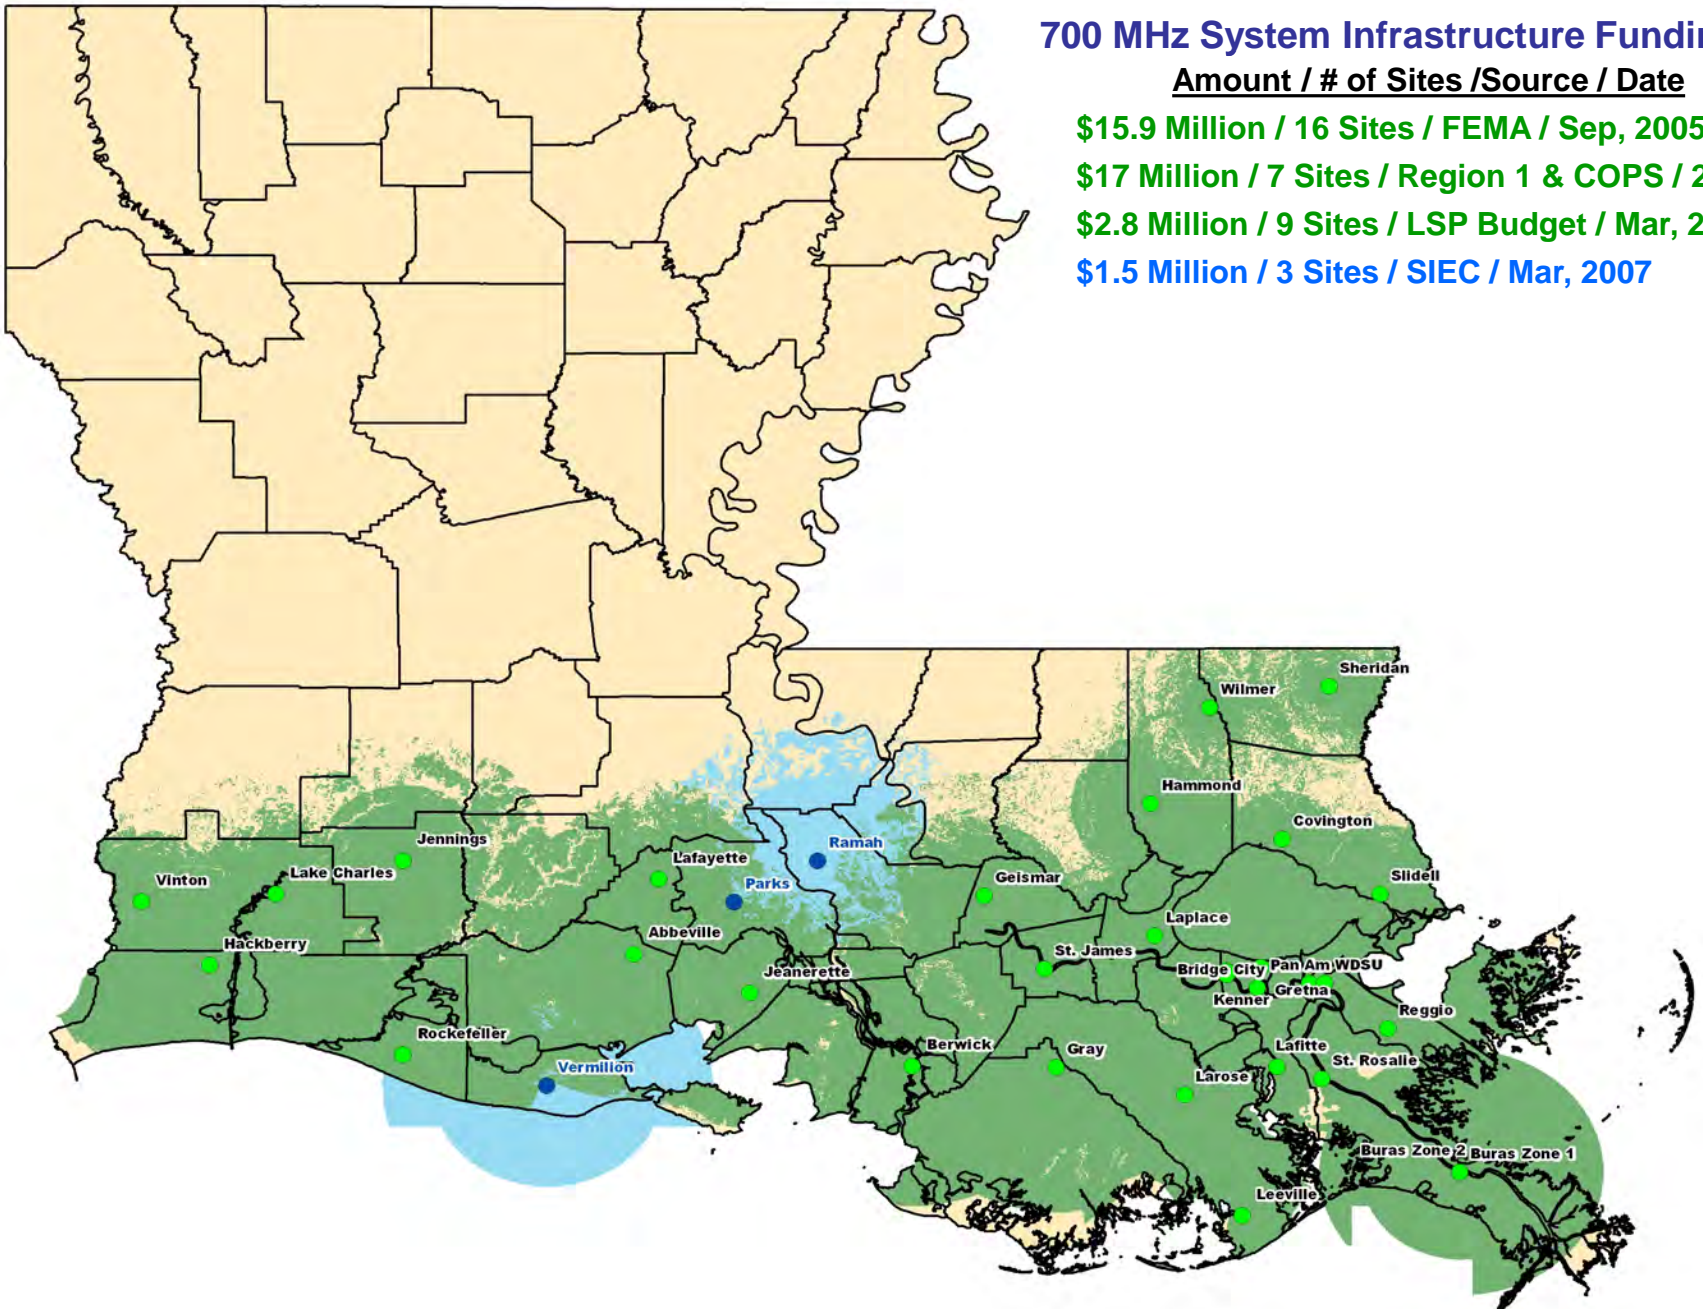 700 MHz System Infrastructure
Amount / # of Sites /Source / Date
$15.9 Million / 16 Sites / FEMA / Sep, 2005
$17 Million / 7 Sites / Region 1 & COPS /
$2.8 Million / 9 Sites / LSP Budget / Mar,
$1.5 Million / 3 Sites / SIEC / Mar, 2007
Sheridan
Wilmer
Hammond
Covington
Jennings
Ramah
Lafayette
Lake Charles
Vinton
Parks
Geismar
Slidell
Laplace
Abbeville
Hackberry
St. James
Jeanerette
Bridge City
Pan Am
WDSU
Kenner
Gretna
Reggio
Rockefeller
Berwick
Gray
Lafitte
St. Rosalie
Vermilion
Larose
Buras Zone 2
Buras Zone 1
Leeville